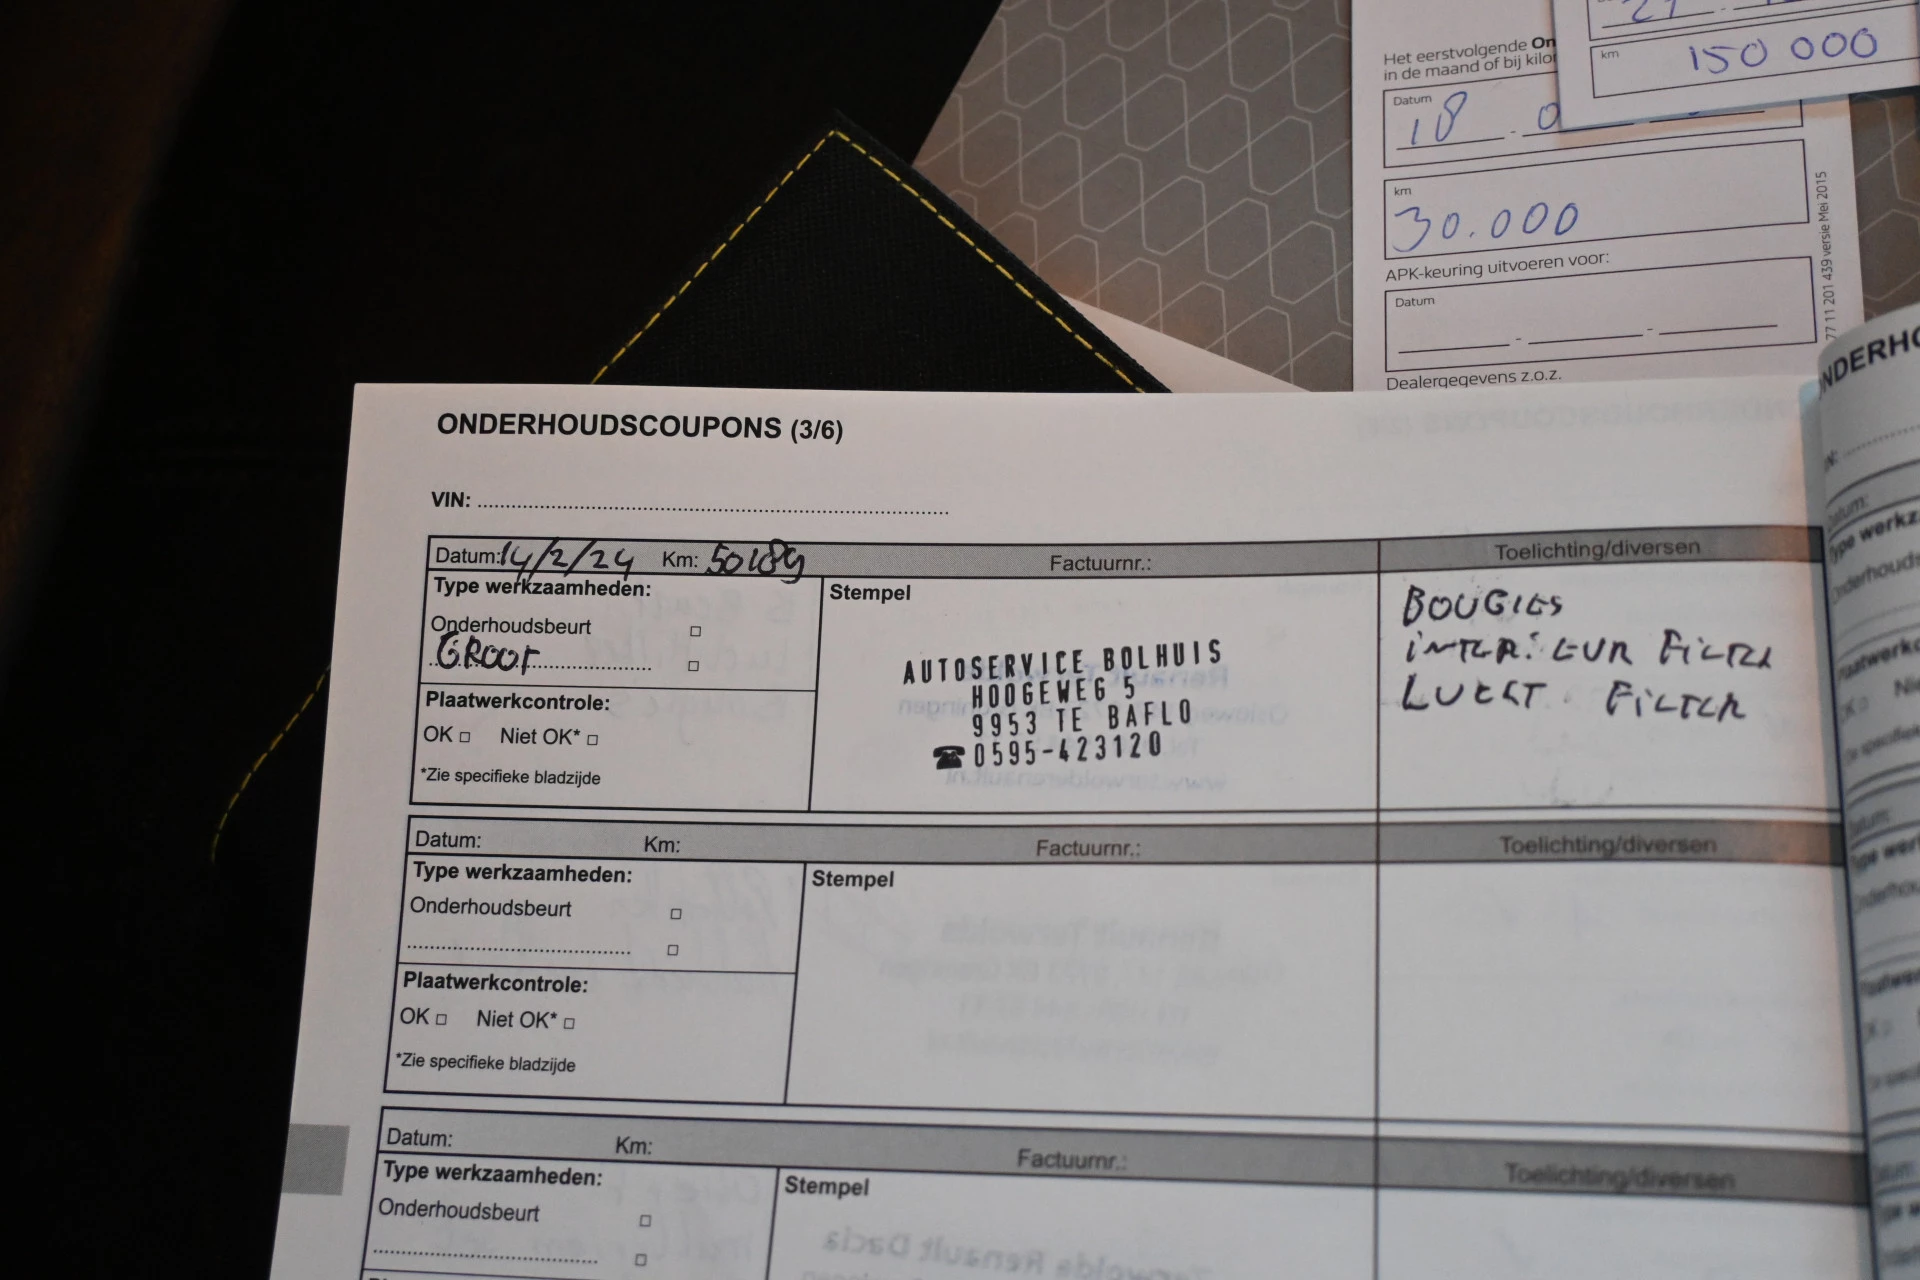 km 150 000
Het eerstvolgende On
in de maand of bij kilo
Datum
18
km
30.000
APK-keuring uitvoeren voor:
Datum
Dealergegevens z.o.z.
77 11 201 439 versie Mei 2015
ONDERHOUDSCOUPONS (3/6)
VIN:
Datum: 14/2/24 Km: 50189 Factuurnr.: Toelichting/diversen
Type werkzaamheden:
Onderhoudsbeurt
GROOT
Plaatwerkcontrole:
OK Niet OK*
*Zie specifieke bladzijde
Stempel
AUTOSERVICE BOLHUIS
HOOGEWEG 5
9953 TE BAFLO
☎ 0595-423120
BOUGIES
iNTERiEUR FiLTER
LUCHT FiLTER
Datum: Km: Factuurnr.: Toelichting/diversen
Type werkzaamheden:
Onderhoudsbeurt
Plaatwerkcontrole:
OK Niet OK*
*Zie specifieke bladzijde
Stempel
Datum: Km: Factuurnr.: Toelichting/diversen
Type werkzaamheden:
Onderhoudsbeurt
Stempel